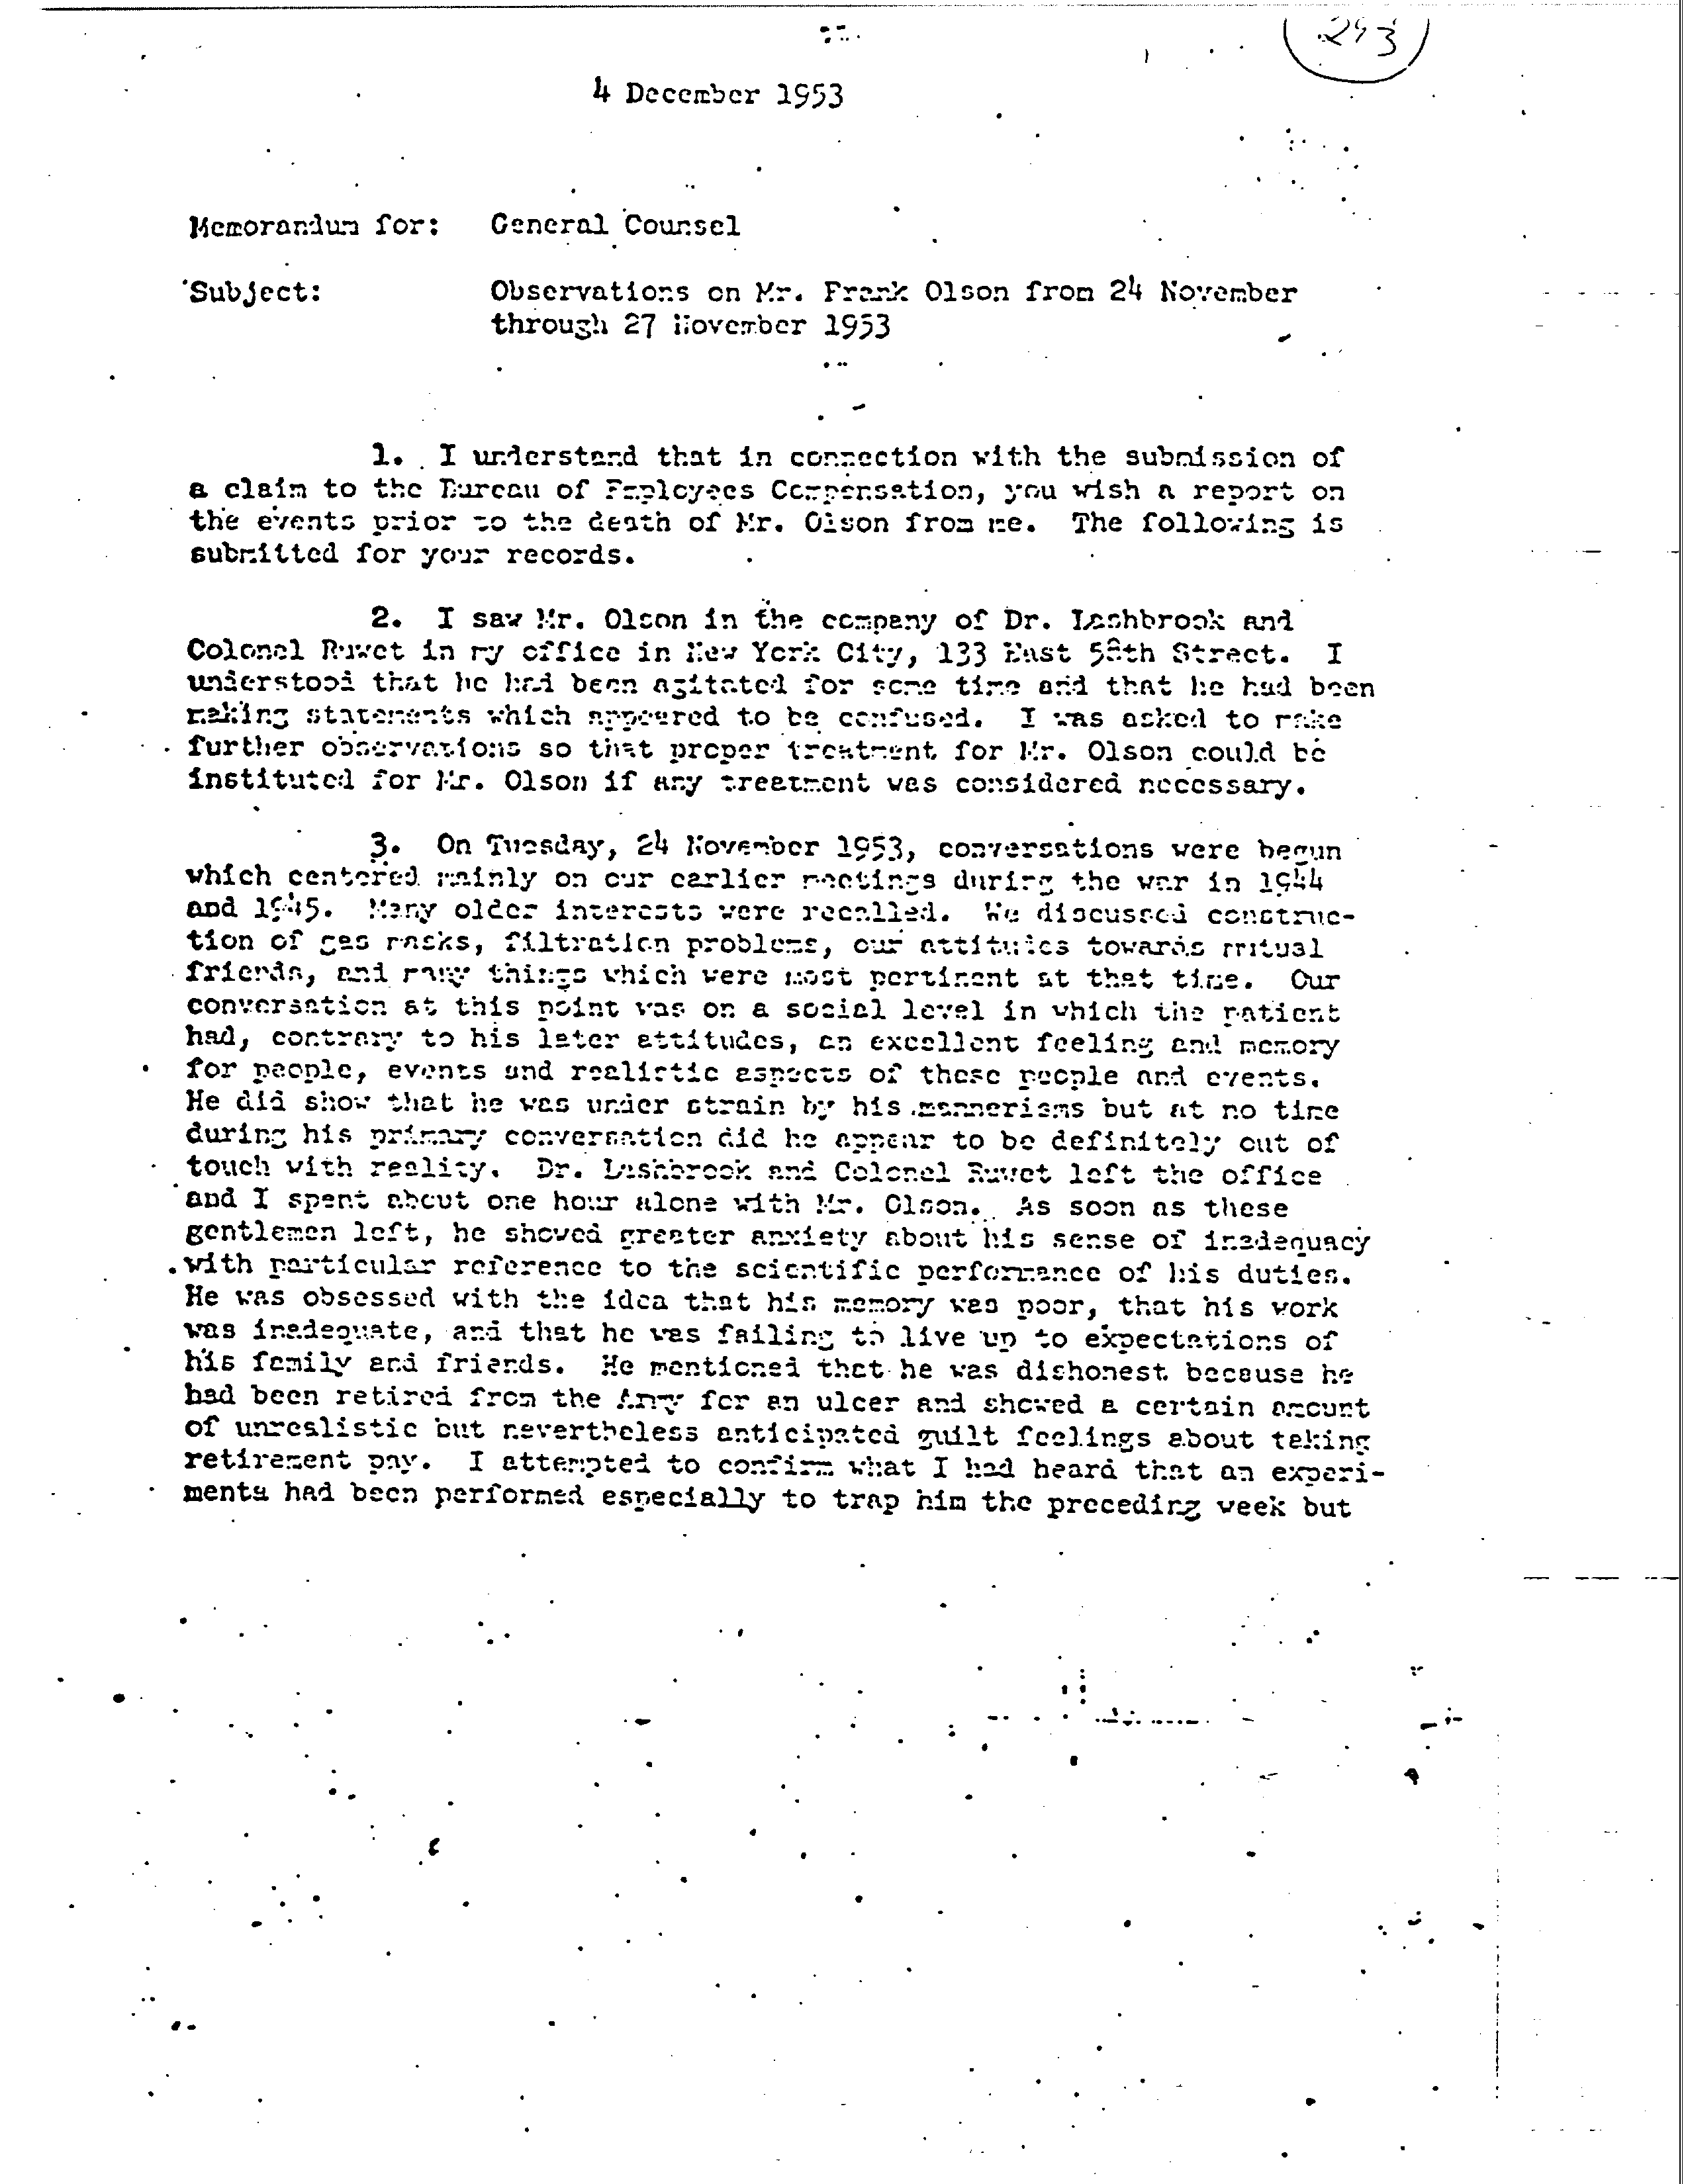 293
4 December 1953
Memorandum for: General Counsel
Subject: Observations on Mr. Frank Olson from 24 November
through 27 November 1953
1. I understand that in connection with the submission of
a claim to the Bureau of Employees Compensation, you wish a report on
the events prior to the death of Mr. Olson from me. The following is
submitted for your records.
2. I saw Mr. Olson in the company of Dr. Lashbrook and
Colonel Ruwet in my office in New York City, 133 East 58th Street. I
understood that he had been agitated for some time and that he had been
making statements which appeared to be confused. I was asked to make
further observations so that proper treatment for Mr. Olson could be
instituted for Mr. Olson if any treatment was considered necessary.
3. On Tuesday, 24 November 1953, conversations were begun
which centered mainly on our earlier meetings during the war in 1944
and 1945. Many older interests were recalled. We discussed construc-
tion of gas masks, filtration problems, our attitudes towards mutual
friends, and many things which were most pertinent at that time. Our
conversation at this point was on a social level in which the patient
had, contrary to his later attitudes, an excellent feeling and memory
for people, events and realistic aspects of these people and events.
He did show that he was under strain by his mannerisms but at no time
during his primary conversation did he appear to be definitely out of
touch with reality. Dr. Lashbrook and Colonel Ruwet left the office
and I spent about one hour alone with Mr. Olson. As soon as these
gentlemen left, he showed greater anxiety about his sense of inadequacy
with particular reference to the scientific performance of his duties.
He was obsessed with the idea that his memory was poor, that his work
was inadequate, and that he was failing to live up to expectations of
his family and friends. He mentioned that he was dishonest because he
had been retired from the Army for an ulcer and showed a certain amount
of unrealistic but nevertheless anticipated guilt feelings about taking
retirement pay. I attempted to confirm what I had heard that an experi-
ments had been performed especially to trap him the preceding week but